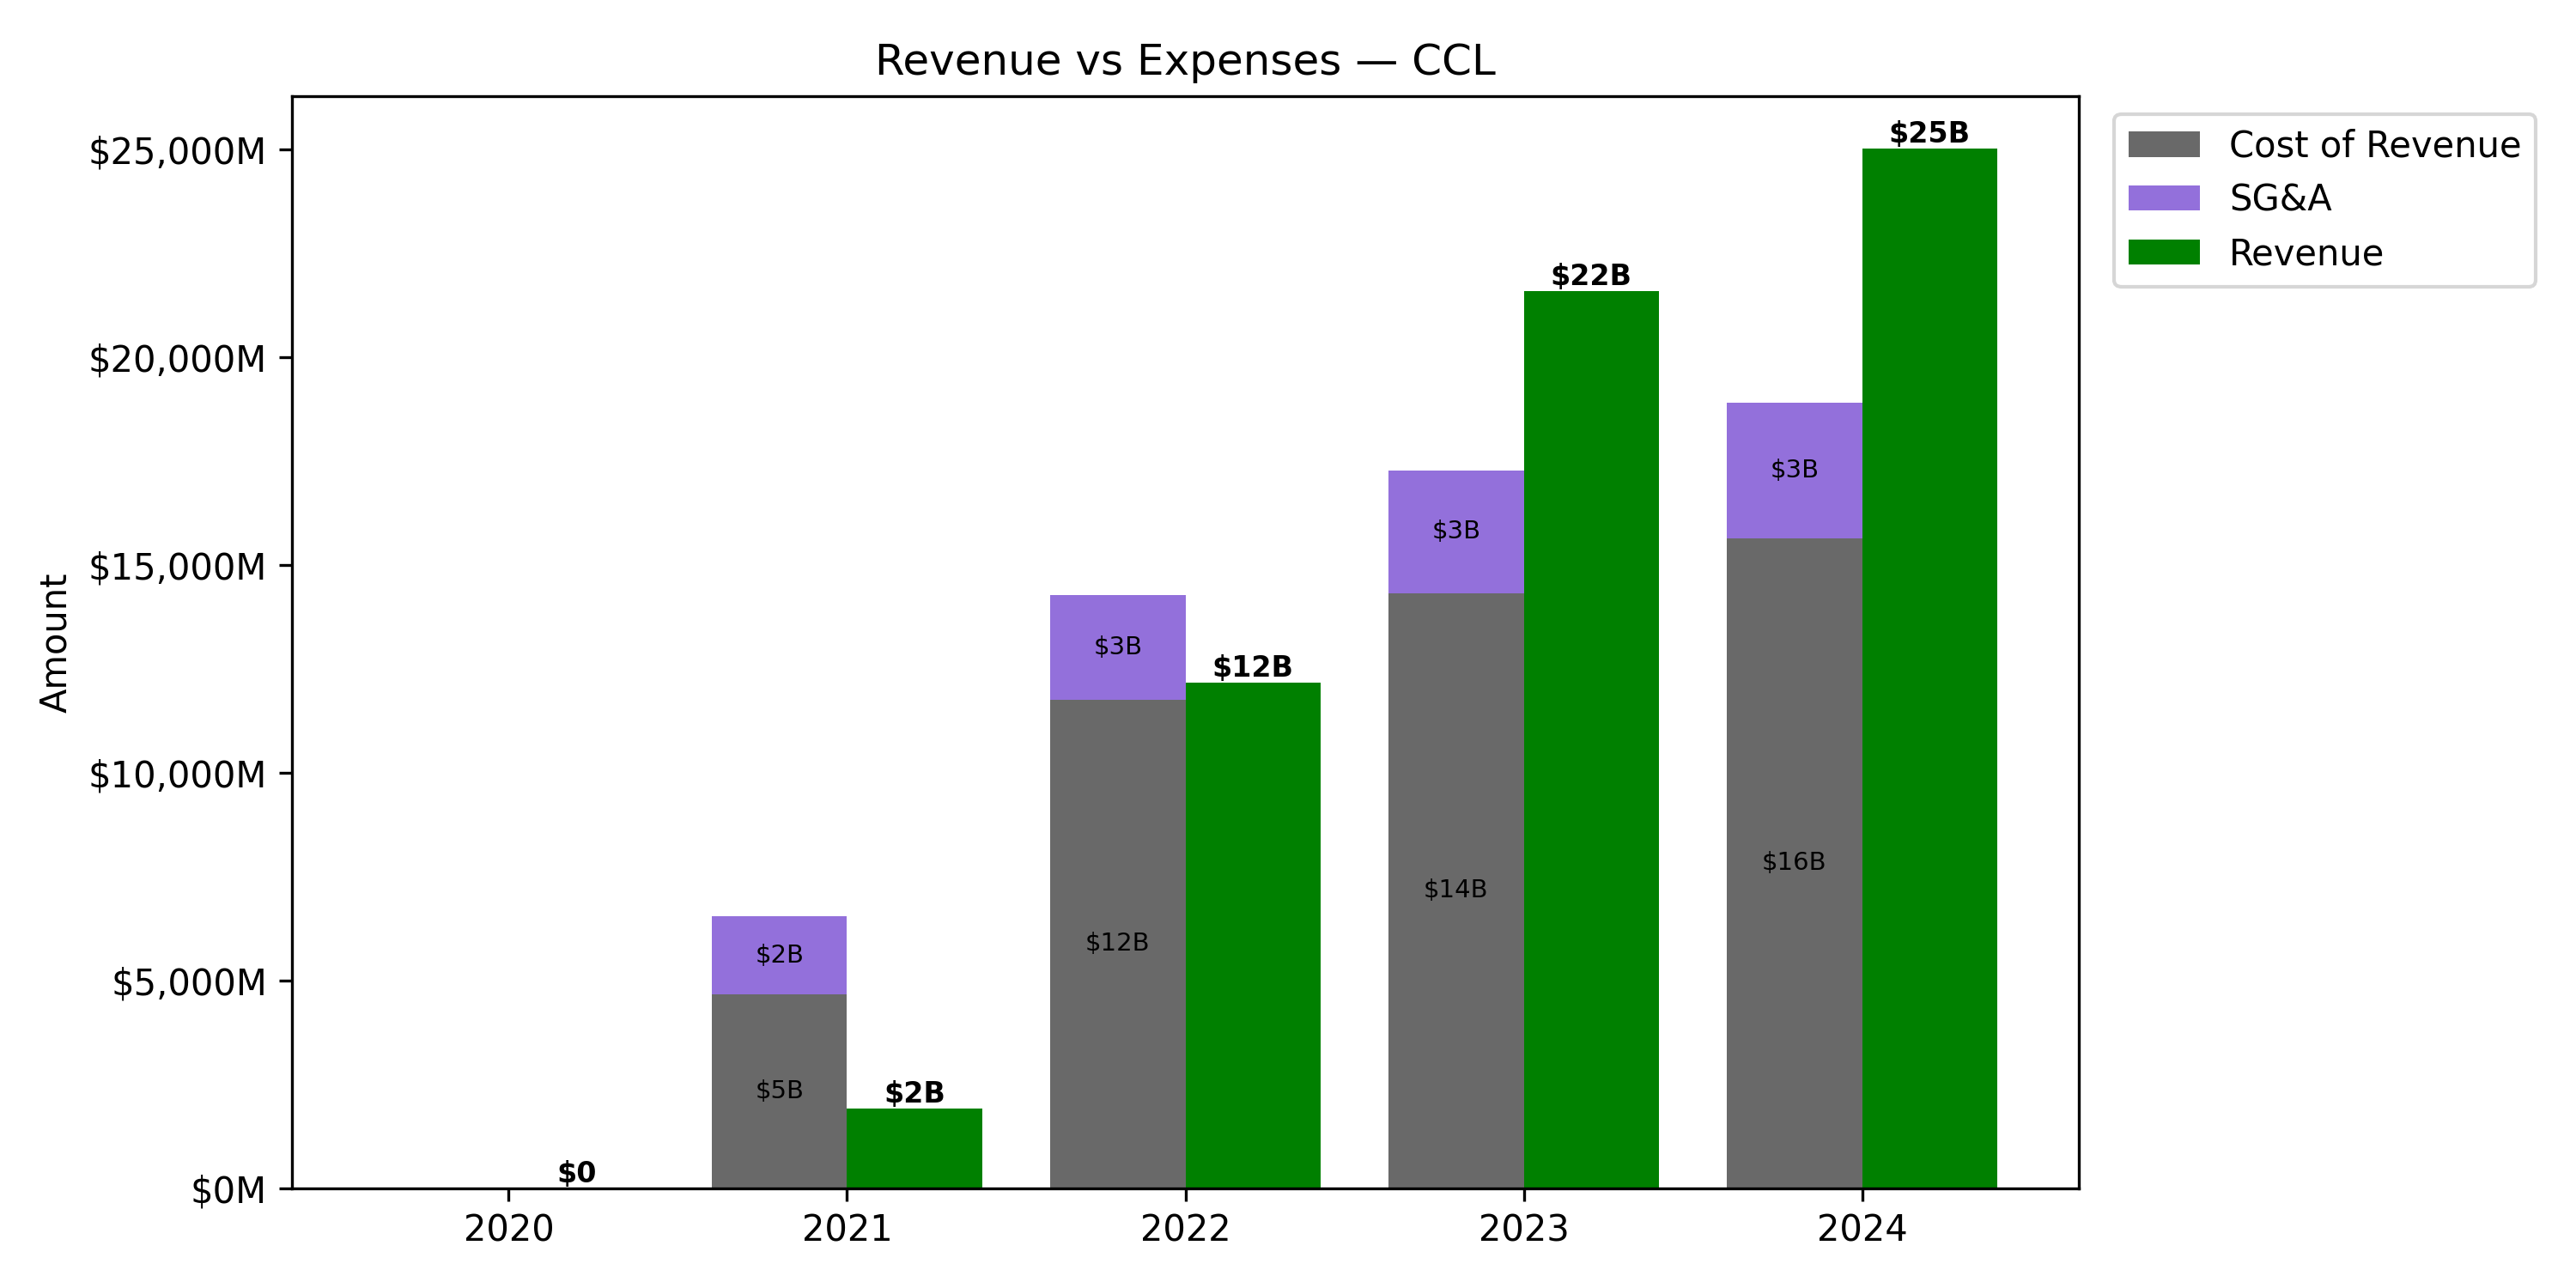 Revenue vs Expenses — CCL
Cost of Revenue
SG&A
Revenue
Amount
$25,000M
$20,000M
$15,000M
$10,000M
$5,000M
$0M
$0
$2B
$5B
$2B
$3B
$12B
$12B
$3B
$14B
$22B
$3B
$16B
$25B
2020
2021
2022
2023
2024